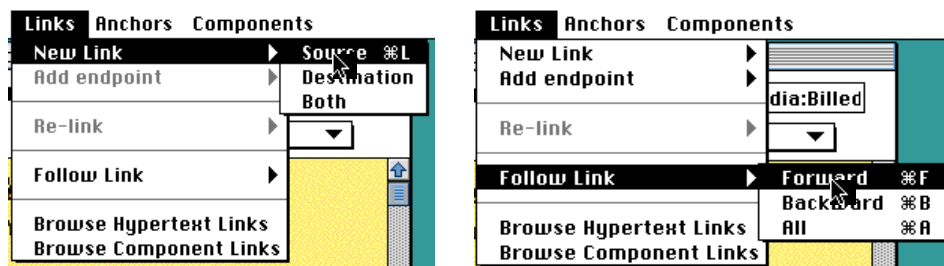 Links Anchors Components
New Link Source ⌘L
Add endpoint Destination
Both
Re-link
Follow Link
Browse Hypertext Links
Browse Component Links
Links Anchors Components
New Link
Add endpoint
dia:Billed
Re-link
Follow Link Forward ⌘F
Backward ⌘B
All ⌘A
Browse Hypertext Links
Browse Component Links